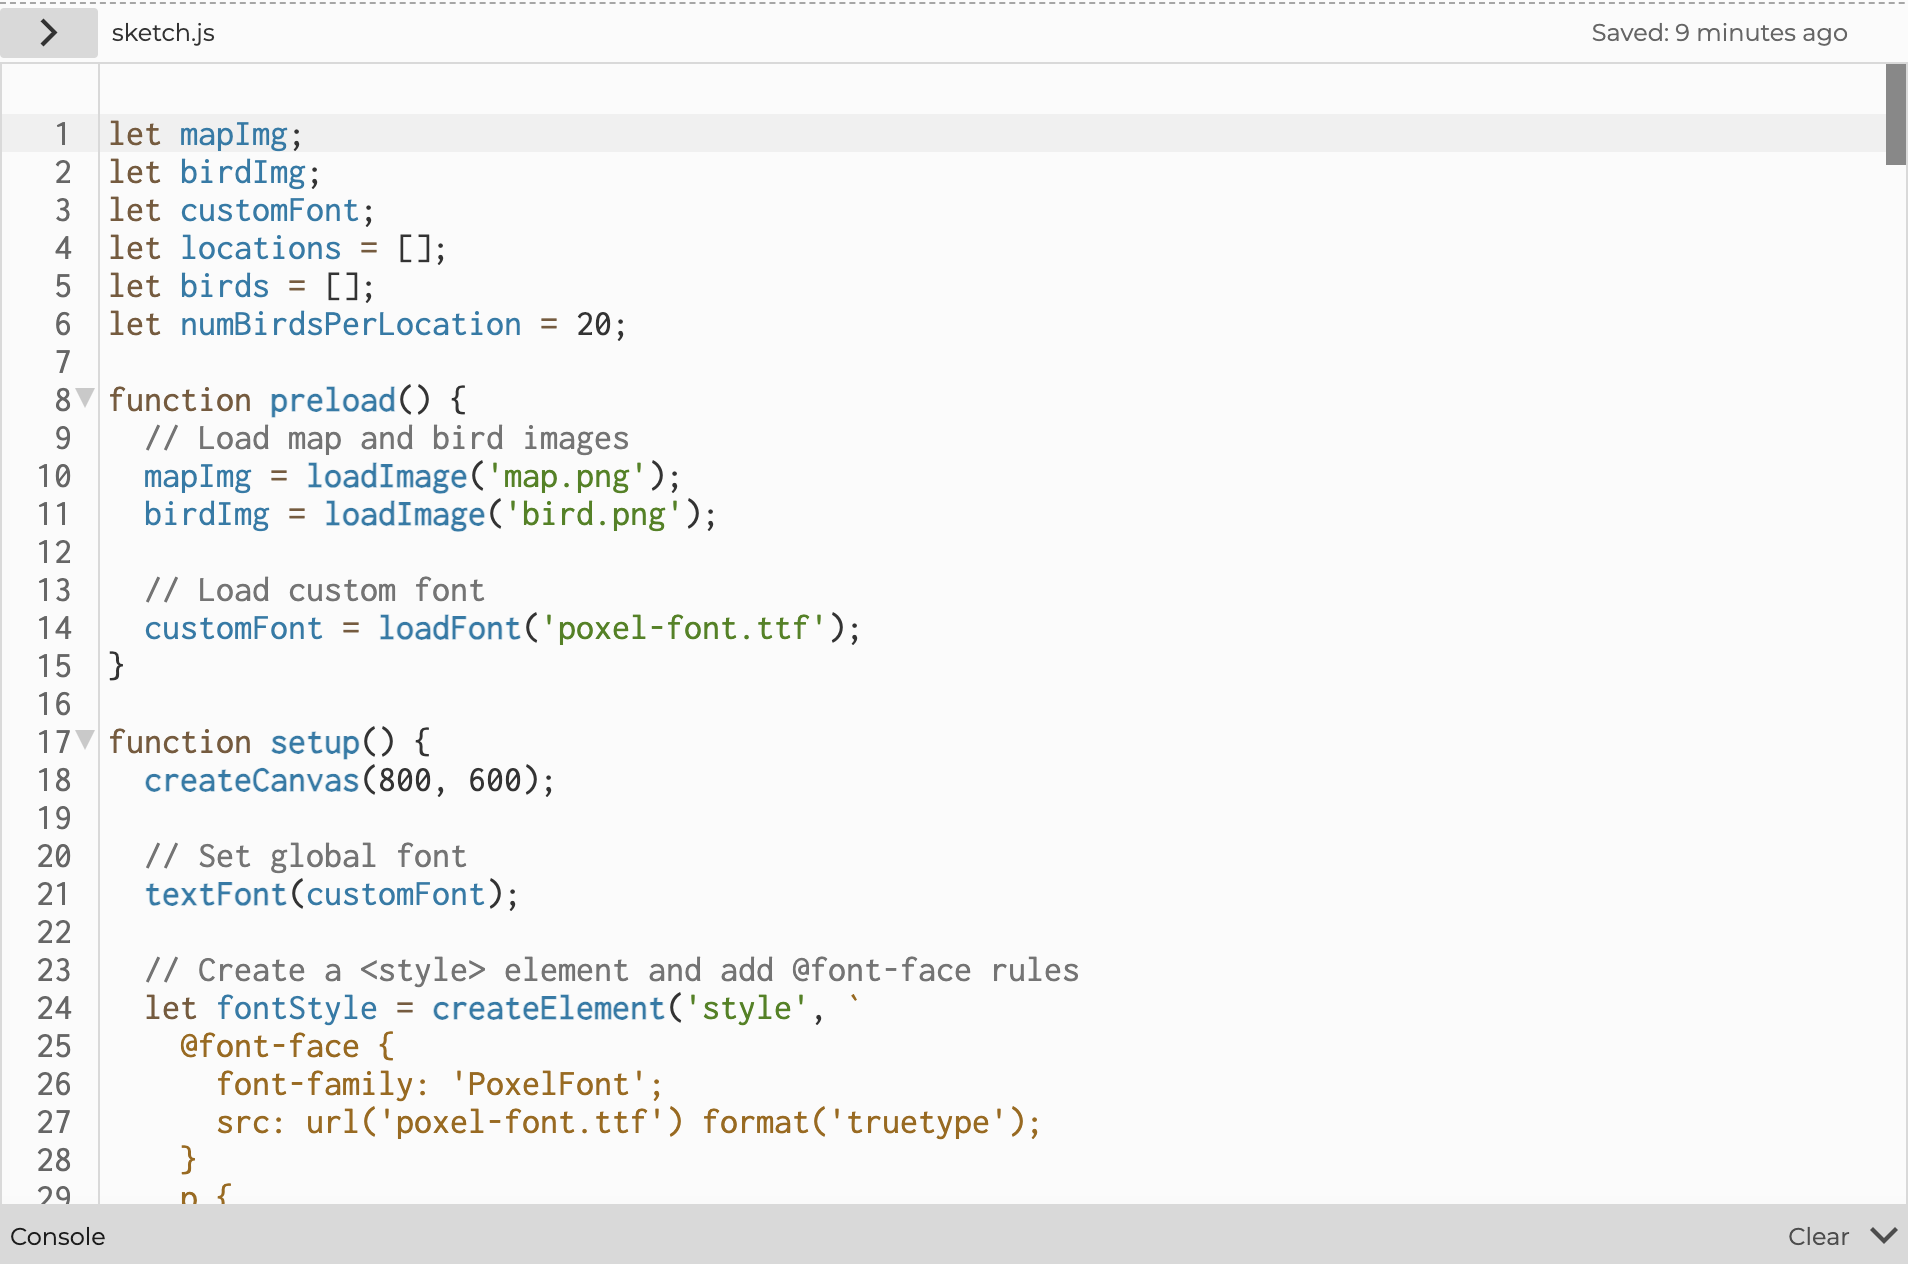 sketch.js
Saved: 9 minutes ago
1 let mapImg;
2 let birdImg;
3 let customFont;
4 let locations = [];
5 let birds = [];
6 let numBirdsPerLocation = 20;
7
8 function preload() {
9   // Load map and bird images
10   mapImg = loadImage('map.png');
11   birdImg = loadImage('bird.png');
12
13   // Load custom font
14   customFont = loadFont('poxel-font.ttf');
15 }
16
17 function setup() {
18   createCanvas(800, 600);
19
20   // Set global font
21   textFont(customFont);
22
23   // Create a <style> element and add @font-face rules
24   let fontStyle = createElement('style', `
25     @font-face {
26       font-family: 'PoxelFont';
27       src: url('poxel-font.ttf') format('truetype');
28     }
29     p {
Console
Clear